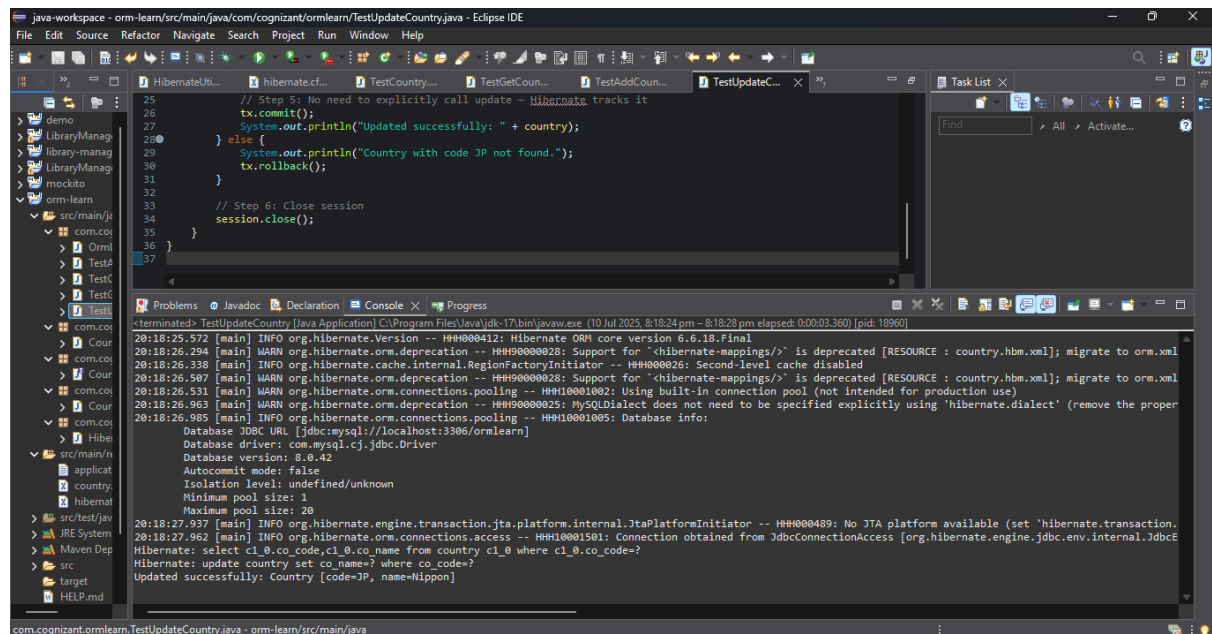 java-workspace - orm-learn/src/main/java/com/cognizant/ormlearn/TestUpdateCountry.java - Eclipse IDE
File Edit Source Refactor Navigate Search Project Run Window Help
HibernateUti... hibernate.cf... TestCountry.... TestGetCoun... TestAddCoun... TestUpdateC... »7
Task List
Find All Activate...
demo
LibraryManag
library-manag
LibraryManag
mockito
orm-learn
src/main/ja
com.cog
Orml
TestA
TestC
TestG
TestU
com.cog
Cour
com.cog
Cour
com.cog
Cour
com.cog
Hiber
src/main/re
applicat
country.
hibernat
src/test/jav
JRE System
Maven Dep
src
target
HELP.md
25 // Step 5: No need to explicitly call update – Hibernate tracks it
26 tx.commit();
27 System.out.println("Updated successfully: " + country);
28 } else {
29 System.out.println("Country with code JP not found.");
30 tx.rollback();
31 }
32
33 // Step 6: Close session
34 session.close();
35 }
36 }
37
Problems Javadoc Declaration Console Progress
<terminated> TestUpdateCountry [Java Application] C:\Program Files\Java\jdk-17\bin\javaw.exe (10 Jul 2025, 8:18:24 pm – 8:18:28 pm elapsed: 0:00:03.360) [pid: 18960]
20:18:25.572 [main] INFO org.hibernate.Version -- HHH000412: Hibernate ORM core version 6.6.18.Final
20:18:26.294 [main] WARN org.hibernate.orm.deprecation -- HHH90000028: Support for `<hibernate-mappings/>` is deprecated [RESOURCE : country.hbm.xml]; migrate to orm.xml
20:18:26.338 [main] INFO org.hibernate.cache.internal.RegionFactoryInitiator -- HHH000026: Second-level cache disabled
20:18:26.507 [main] WARN org.hibernate.orm.deprecation -- HHH90000028: Support for `<hibernate-mappings/>` is deprecated [RESOURCE : country.hbm.xml]; migrate to orm.xml
20:18:26.531 [main] WARN org.hibernate.orm.connections.pooling -- HHH10001002: Using built-in connection pool (not intended for production use)
20:18:26.963 [main] WARN org.hibernate.orm.deprecation -- HHH90000025: MySQLDialect does not need to be specified explicitly using 'hibernate.dialect' (remove the proper
20:18:26.985 [main] INFO org.hibernate.orm.connections.pooling -- HHH10001005: Database info:
Database JDBC URL [jdbc:mysql://localhost:3306/ormlearn]
Database driver: com.mysql.cj.jdbc.Driver
Database version: 8.0.42
Autocommit mode: false
Isolation level: undefined/unknown
Minimum pool size: 1
Maximum pool size: 20
20:18:27.937 [main] INFO org.hibernate.engine.transaction.jta.platform.internal.JtaPlatformInitiator -- HHH000489: No JTA platform available (set 'hibernate.transaction.
20:18:27.962 [main] INFO org.hibernate.orm.connections.access -- HHH10001501: Connection obtained from JdbcConnectionAccess [org.hibernate.engine.jdbc.env.internal.JdbcE
Hibernate: select c1_0.co_code,c1_0.co_name from country c1_0 where c1_0.co_code=?
Hibernate: update country set co_name=? where co_code=?
Updated successfully: Country [code=JP, name=Nippon]
com.cognizant.ormlearn.TestUpdateCountry.java - orm-learn/src/main/java